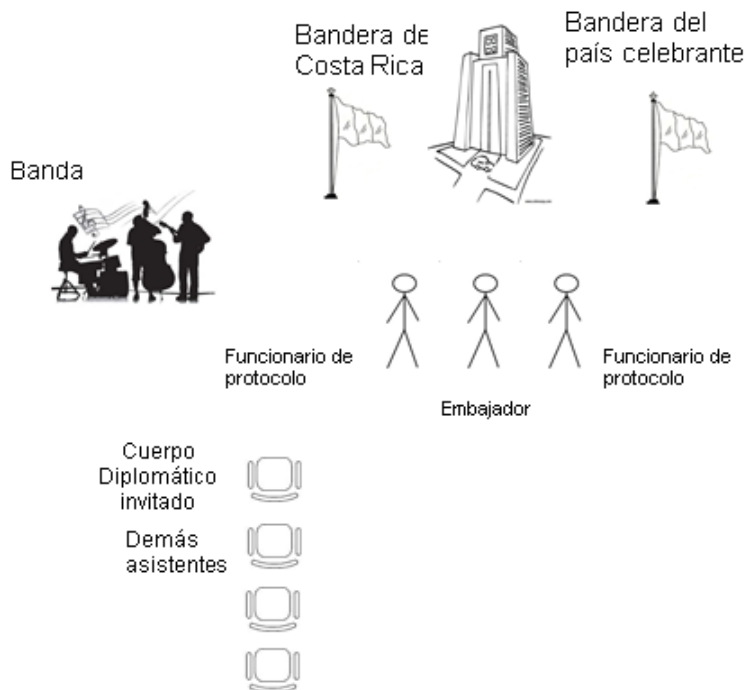 Bandera de
Costa Rica
Bandera del
país celebrante
Banda
Funcionario de
protocolo
Embajador
Funcionario de
protocolo
Cuerpo
Diplomático
invitado
Demás
asistentes